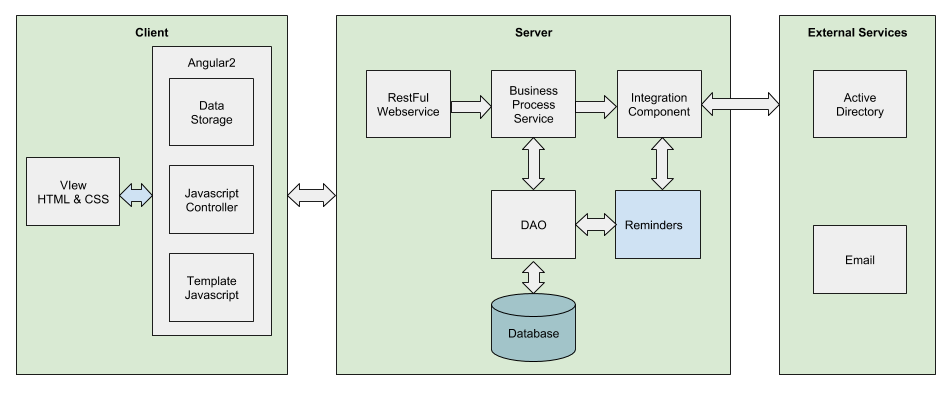 Client
Angular2
Data
Storage
VIew
HTML & CSS
Javascript
Controller
Template
Javascript
Server
RestFul
Webservice
Business
Process
Service
Integration
Component
DAO
Reminders
Database
External Services
Active
Directory
Email